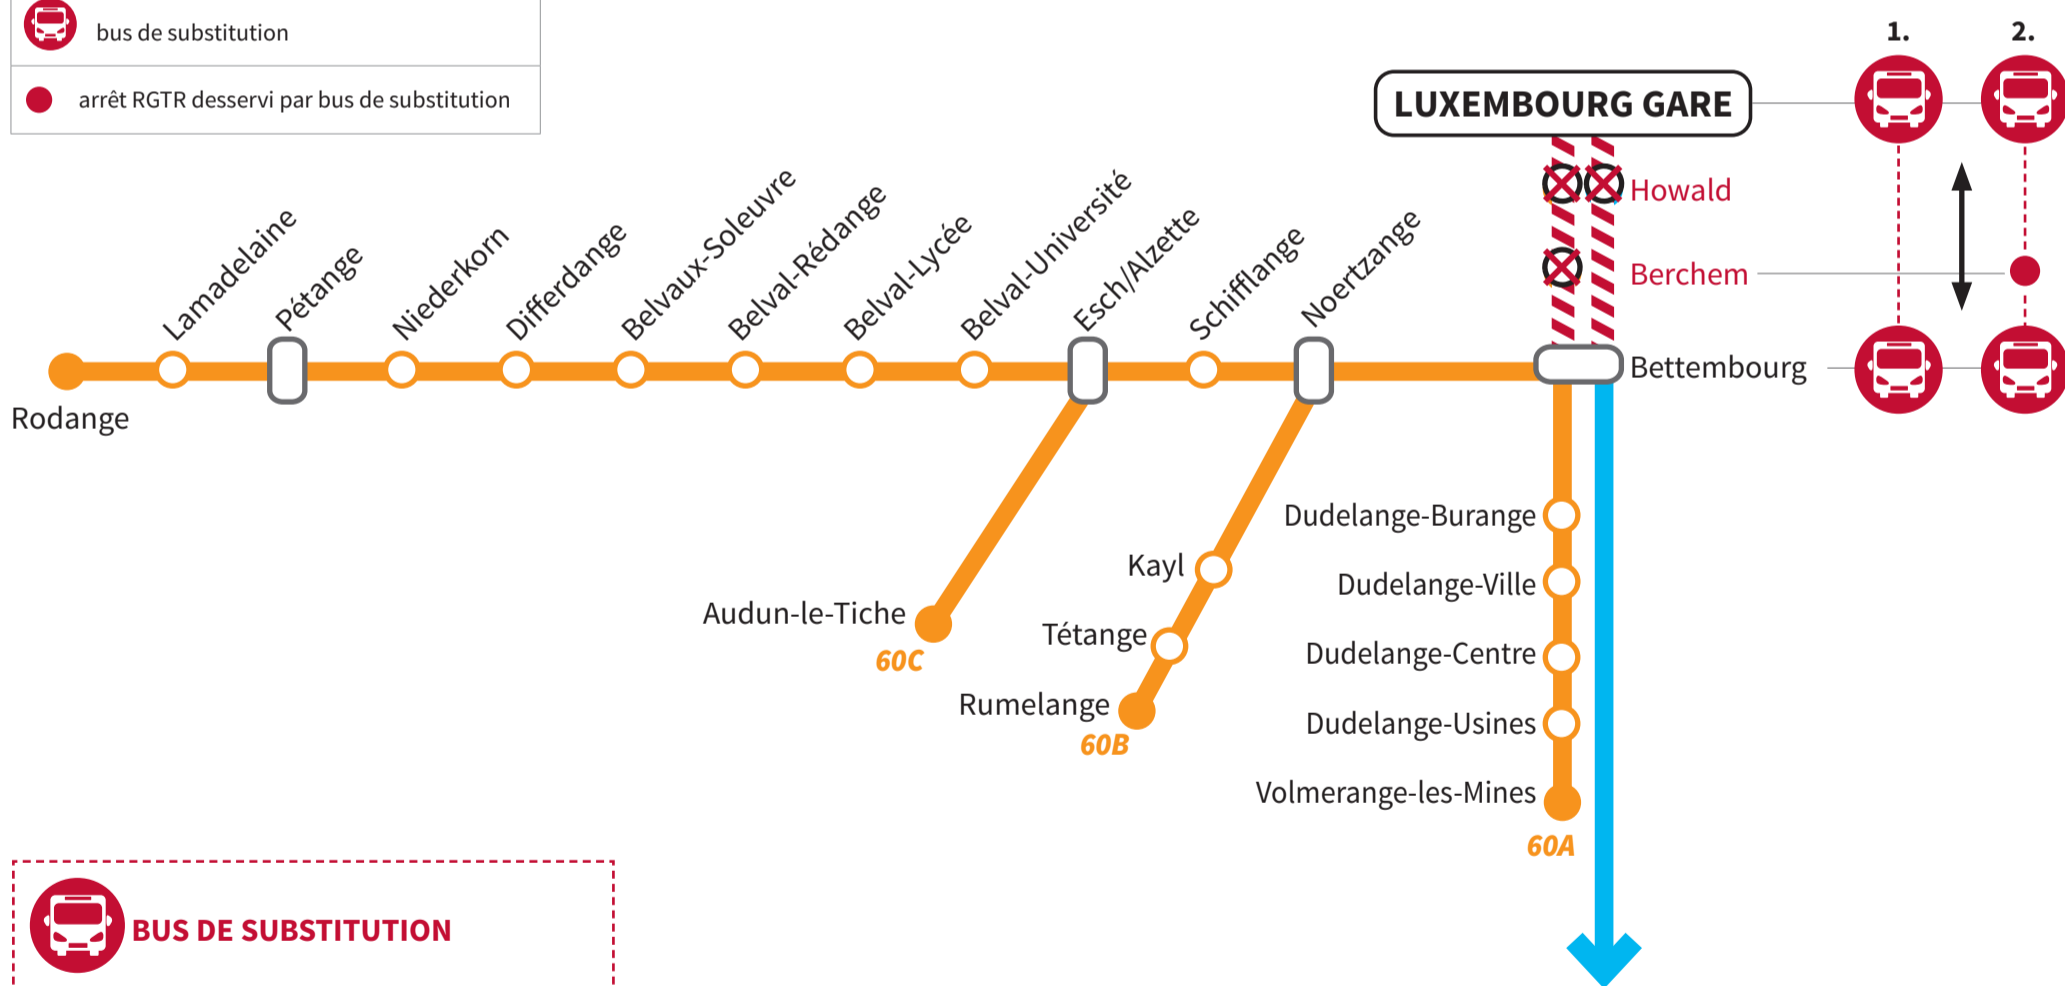 bus de substitution
arrêt RGTR desservi par bus de substitution
1.
2.
LUXEMBOURG GARE
Howald
Berchem
Bettembourg
Rodange
Lamadelaine
Pétange
Niederkorn
Differdange
Belvaux-Soleuvre
Belval-Rédange
Belval-Lycée
Belval-Université
Esch/Alzette
Schifflange
Noertzange
Audun-le-Tiche
60C
Kayl
Tétange
Rumelange
60B
Dudelange-Burange
Dudelange-Ville
Dudelange-Centre
Dudelange-Usines
Volmerange-les-Mines
60A
BUS DE SUBSTITUTION